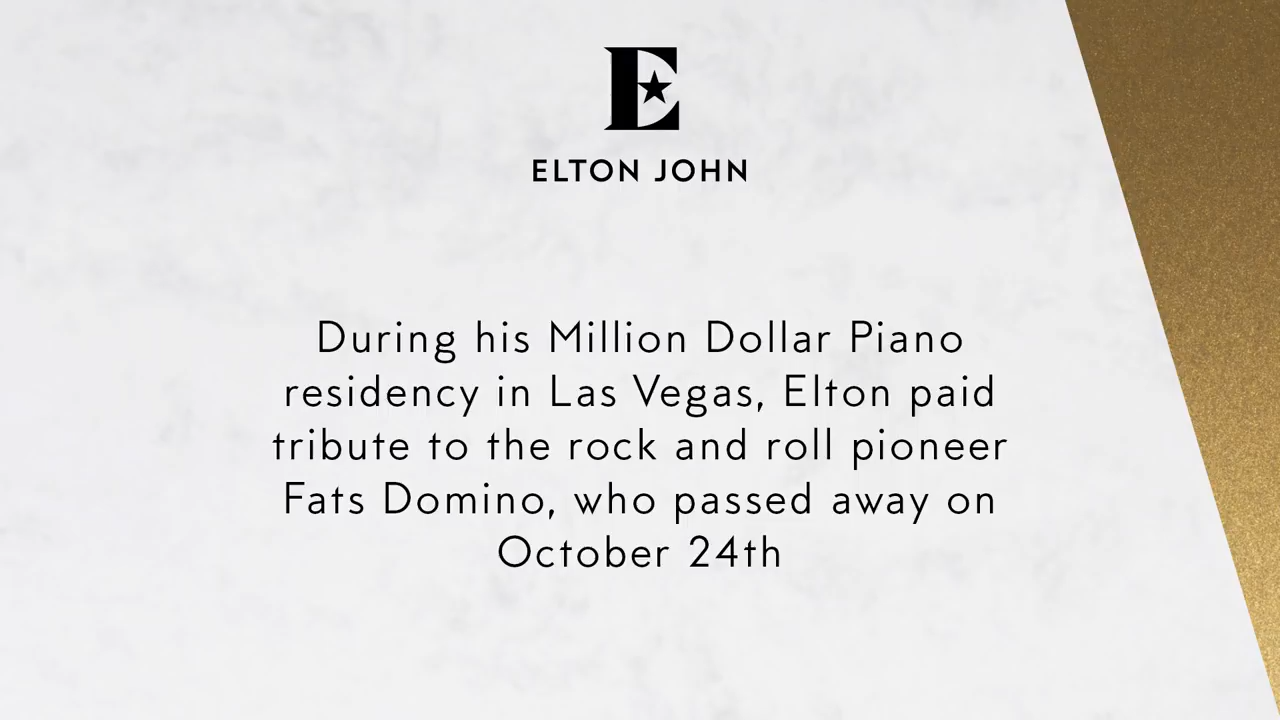 E
ELTON JOHN
During his Million Dollar Piano
residency in Las Vegas, Elton paid
tribute to the rock and roll pioneer
Fats Domino, who passed away on
October 24th